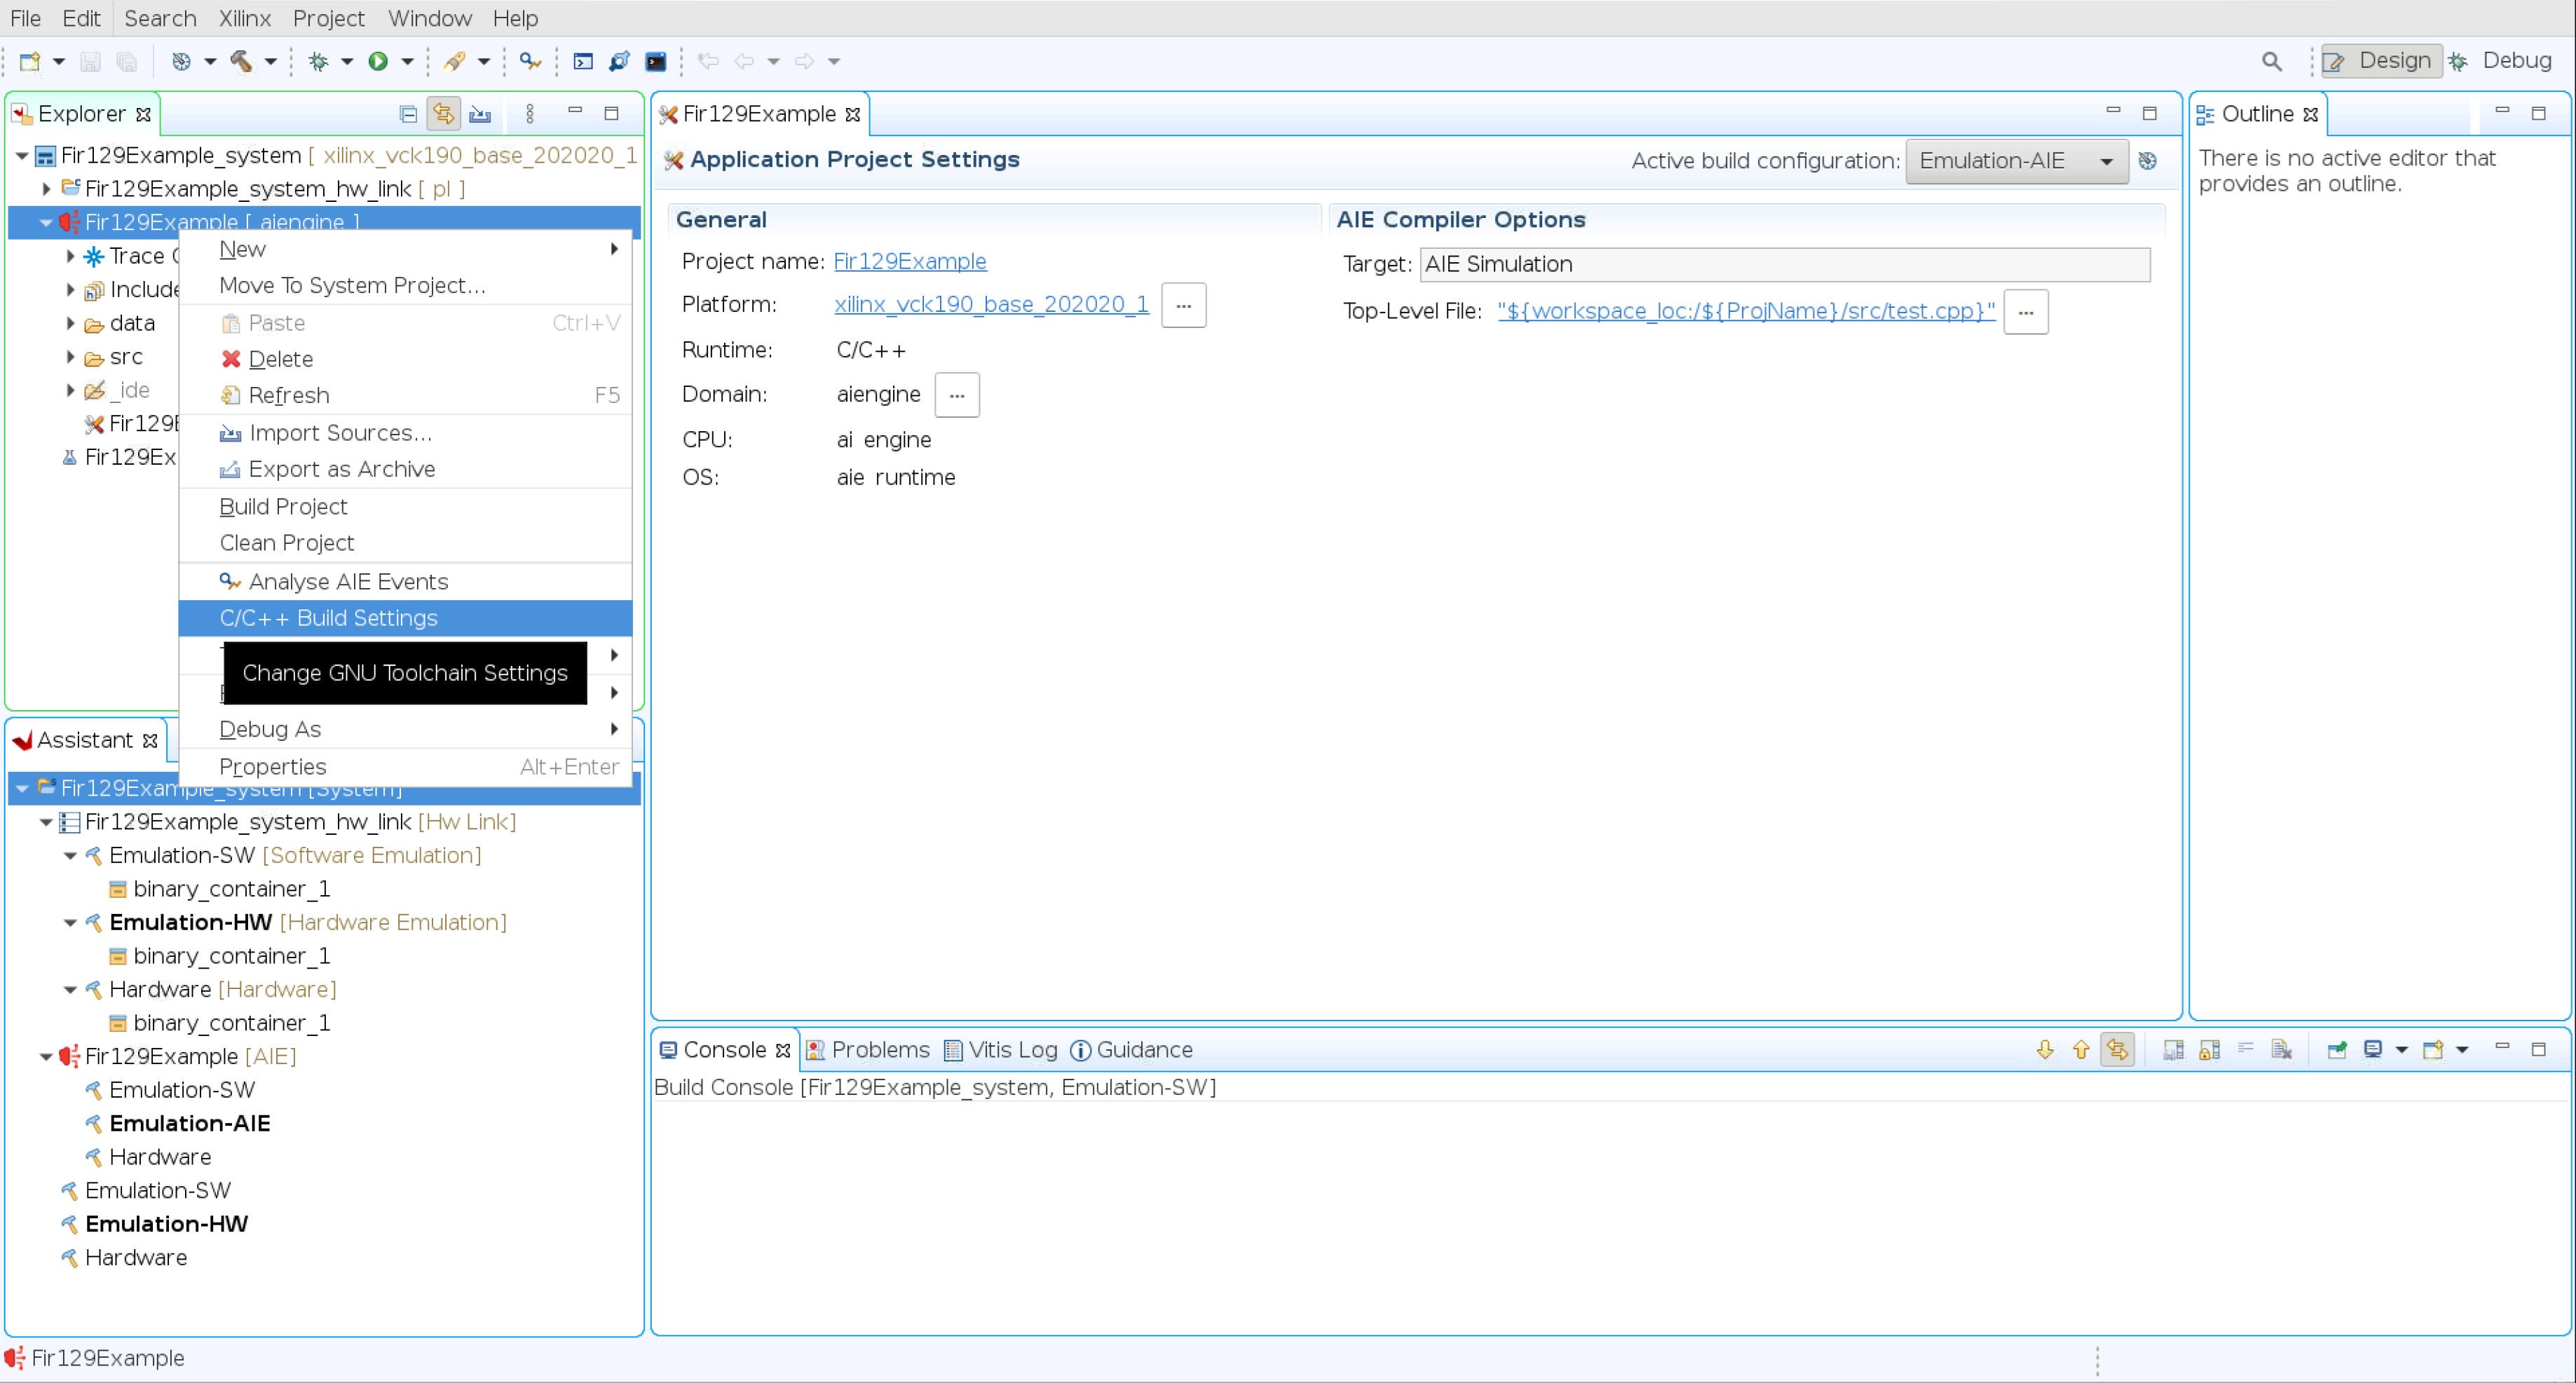 File Edit Search Xilinx Project Window Help
Design Debug
Explorer
Fir129Example_system [ xilinx_vck190_base_202020_1
Fir129Example_system_hw_link [ pl ]
Fir129Example [ aiengine ]
Trace
Include
data
src
_ide
Fir129E
Fir129Ex
New
Move To System Project...
Paste Ctrl+V
Delete
Refresh F5
Import Sources...
Export as Archive
Build Project
Clean Project
Analyse AIE Events
C/C++ Build Settings
Change GNU Toolchain Settings
Debug As
Properties Alt+Enter
Assistant
Fir129Example_system [System]
Fir129Example_system_hw_link [Hw Link]
Emulation-SW [Software Emulation]
binary_container_1
Emulation-HW [Hardware Emulation]
binary_container_1
Hardware [Hardware]
binary_container_1
Fir129Example [AIE]
Emulation-SW
Emulation-AIE
Hardware
Emulation-SW
Emulation-HW
Hardware
Fir129Example
Application Project Settings
Active build configuration: Emulation-AIE
General
Project name: Fir129Example
Platform: xilinx_vck190_base_202020_1 ...
Runtime: C/C++
Domain: aiengine ...
CPU: ai_engine
OS: aie_runtime
AIE Compiler Options
Target: AIE Simulation
Top-Level File: "${workspace_loc:/${ProjName}/src/test.cpp}" ...
Outline
There is no active editor that
provides an outline.
Console Problems Vitis Log Guidance
Build Console [Fir129Example_system, Emulation-SW]
Fir129Example